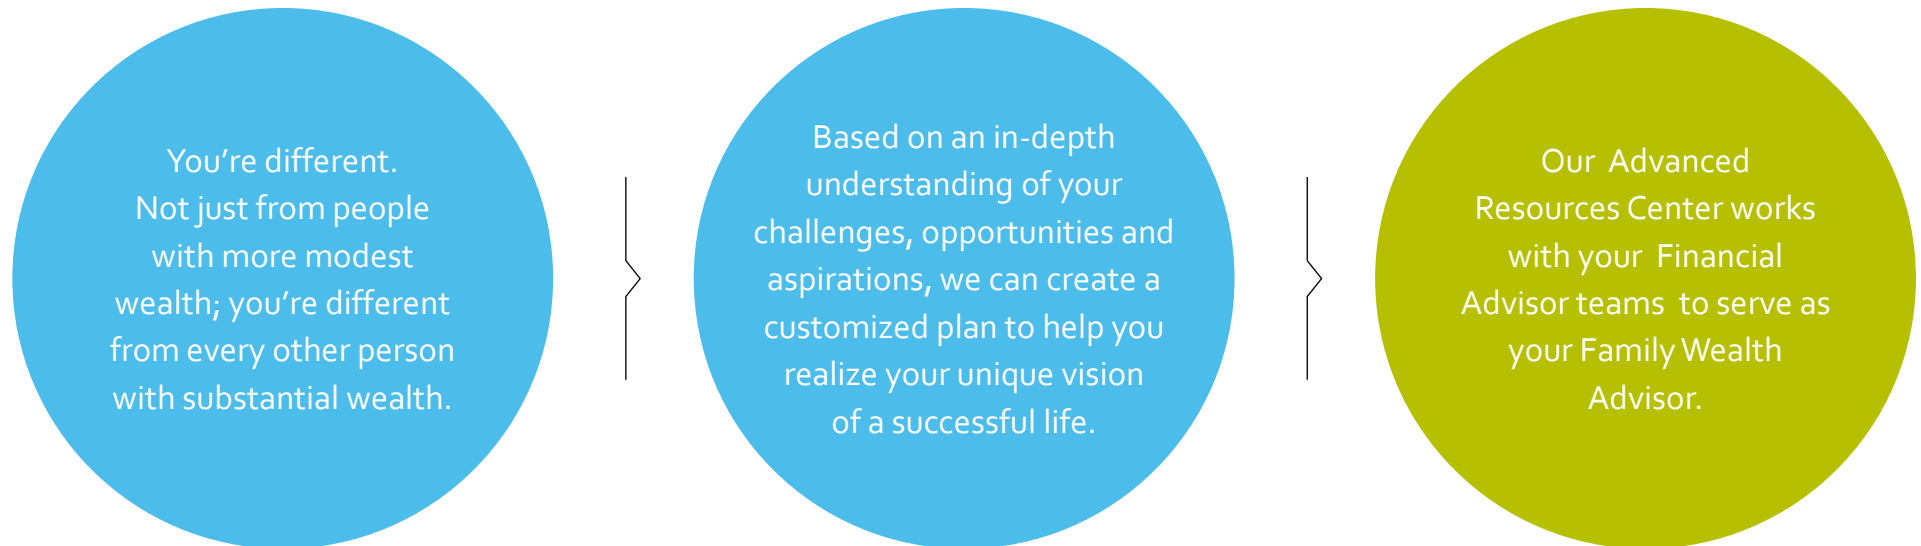 You're different.
Not just from people
with more modest
wealth; you're different
from every other person
with substantial wealth.
Based on an in-depth
understanding of your
challenges, opportunities and
aspirations, we can create a
customized plan to help you
realize your unique vision
of a successful life.
Our Advanced
Resources Center works
with your Financial
Advisor teams to serve as
your Family Wealth
Advisor.